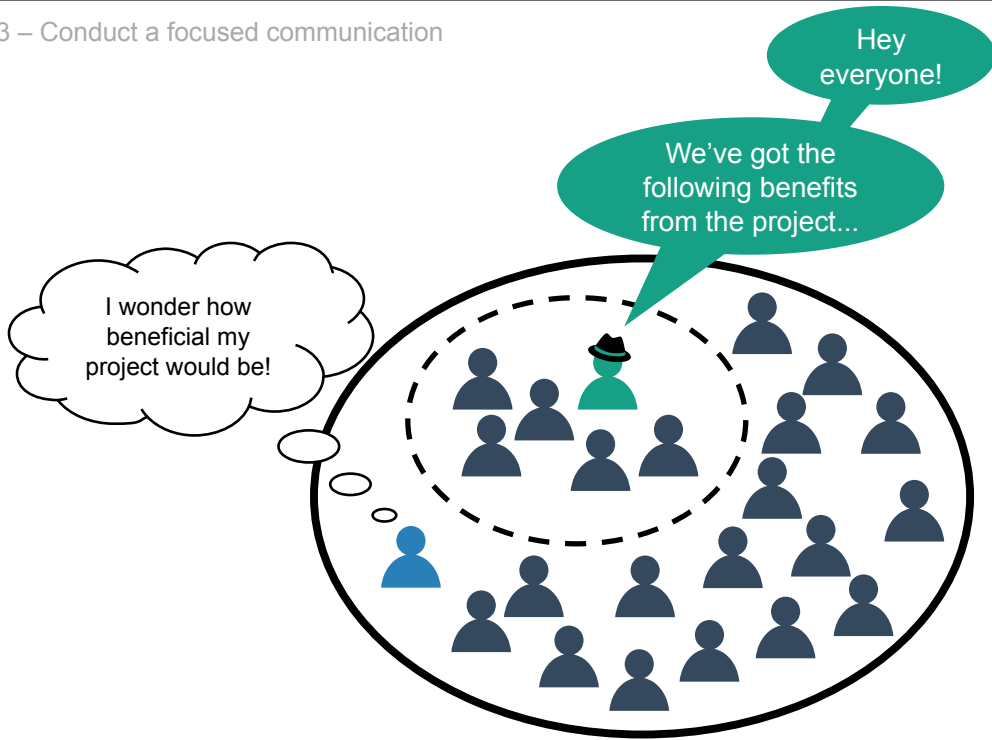 3 – Conduct a focused communication
Hey
everyone!
We’ve got the
following benefits
from the project...
I wonder how
beneficial my
project would be!